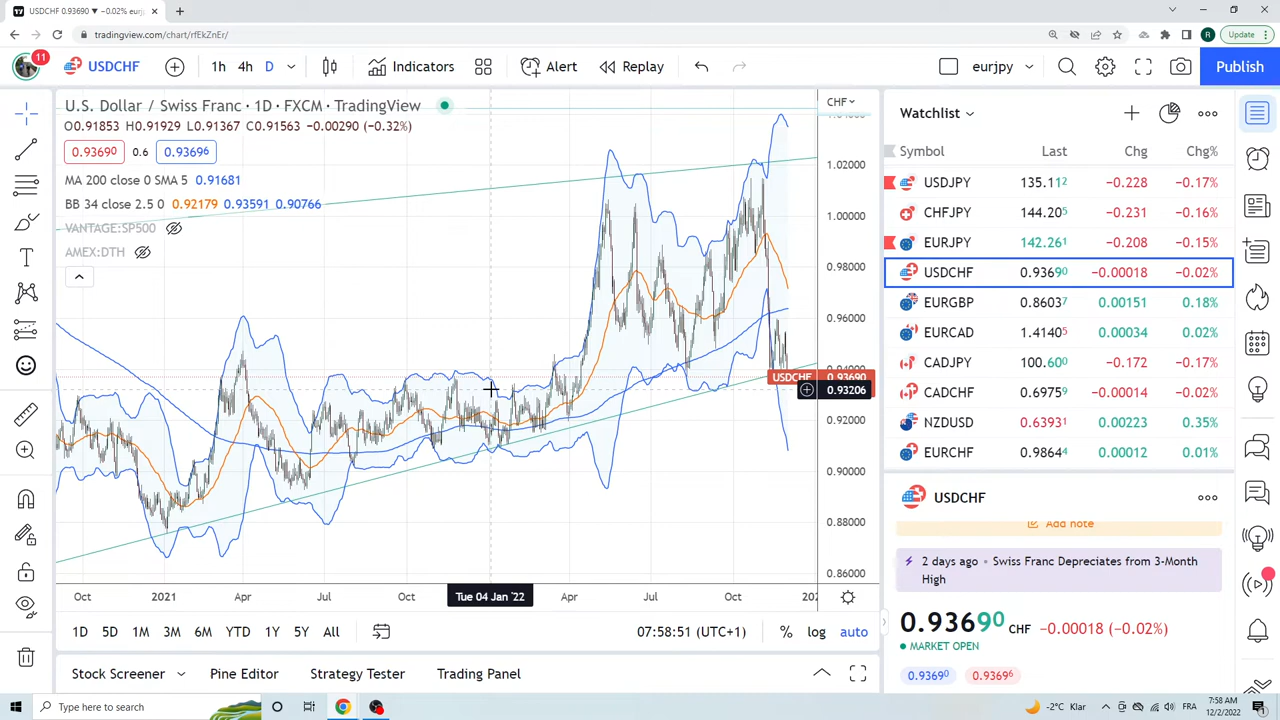 USDCHF 0.93690 ▼ −0.02% eurj
tradingview.com/chart/rfEkZnEr/
Update
11
USDCHF
1h 4h D
Indicators
Alert
Replay
eurjpy
Publish
U.S. Dollar / Swiss Franc · 1D · FXCM · TradingView
O0.91853 H0.91929 L0.91367 C0.91563 −0.00290 (−0.32%)
0.93690 0.6 0.93696
MA 200 close 0 SMA 5 0.91681
BB 34 close 2.5 0 0.92179 0.93591 0.90766
VANTAGE:SP500
AMEX:DTH
CHF
1.02000
1.00000
0.98000
0.96000
0.94000
USDCHF 0.93690
0.93206
0.92000
0.90000
0.88000
0.86000
Oct 2021 Apr Jul Oct Tue 04 Jan '22 Apr Jul Oct
1D 5D 1M 3M 6M YTD 1Y 5Y All
07:58:51 (UTC+1) % log auto
Stock Screener Pine Editor Strategy Tester Trading Panel
Watchlist
Symbol Last Chg Chg%
USDJPY 135.112 −0.228 −0.17%
CHFJPY 144.205 −0.231 −0.16%
EURJPY 142.261 −0.208 −0.15%
USDCHF 0.93690 −0.00018 −0.02%
EURGBP 0.86037 0.00151 0.18%
EURCAD 1.41405 0.00034 0.02%
CADJPY 100.600 −0.172 −0.17%
CADCHF 0.69759 −0.00014 −0.02%
NZDUSD 0.63931 0.00223 0.35%
EURCHF 0.98644 0.00012 0.01%
USDCHF
Add note
2 days ago • Swiss Franc Depreciates from 3-Month
High
0.93690 CHF −0.00018 (−0.02%)
MARKET OPEN
0.93690 0.93696
Type here to search
-2°C Klar
FRA
7:58 AM
12/2/2022